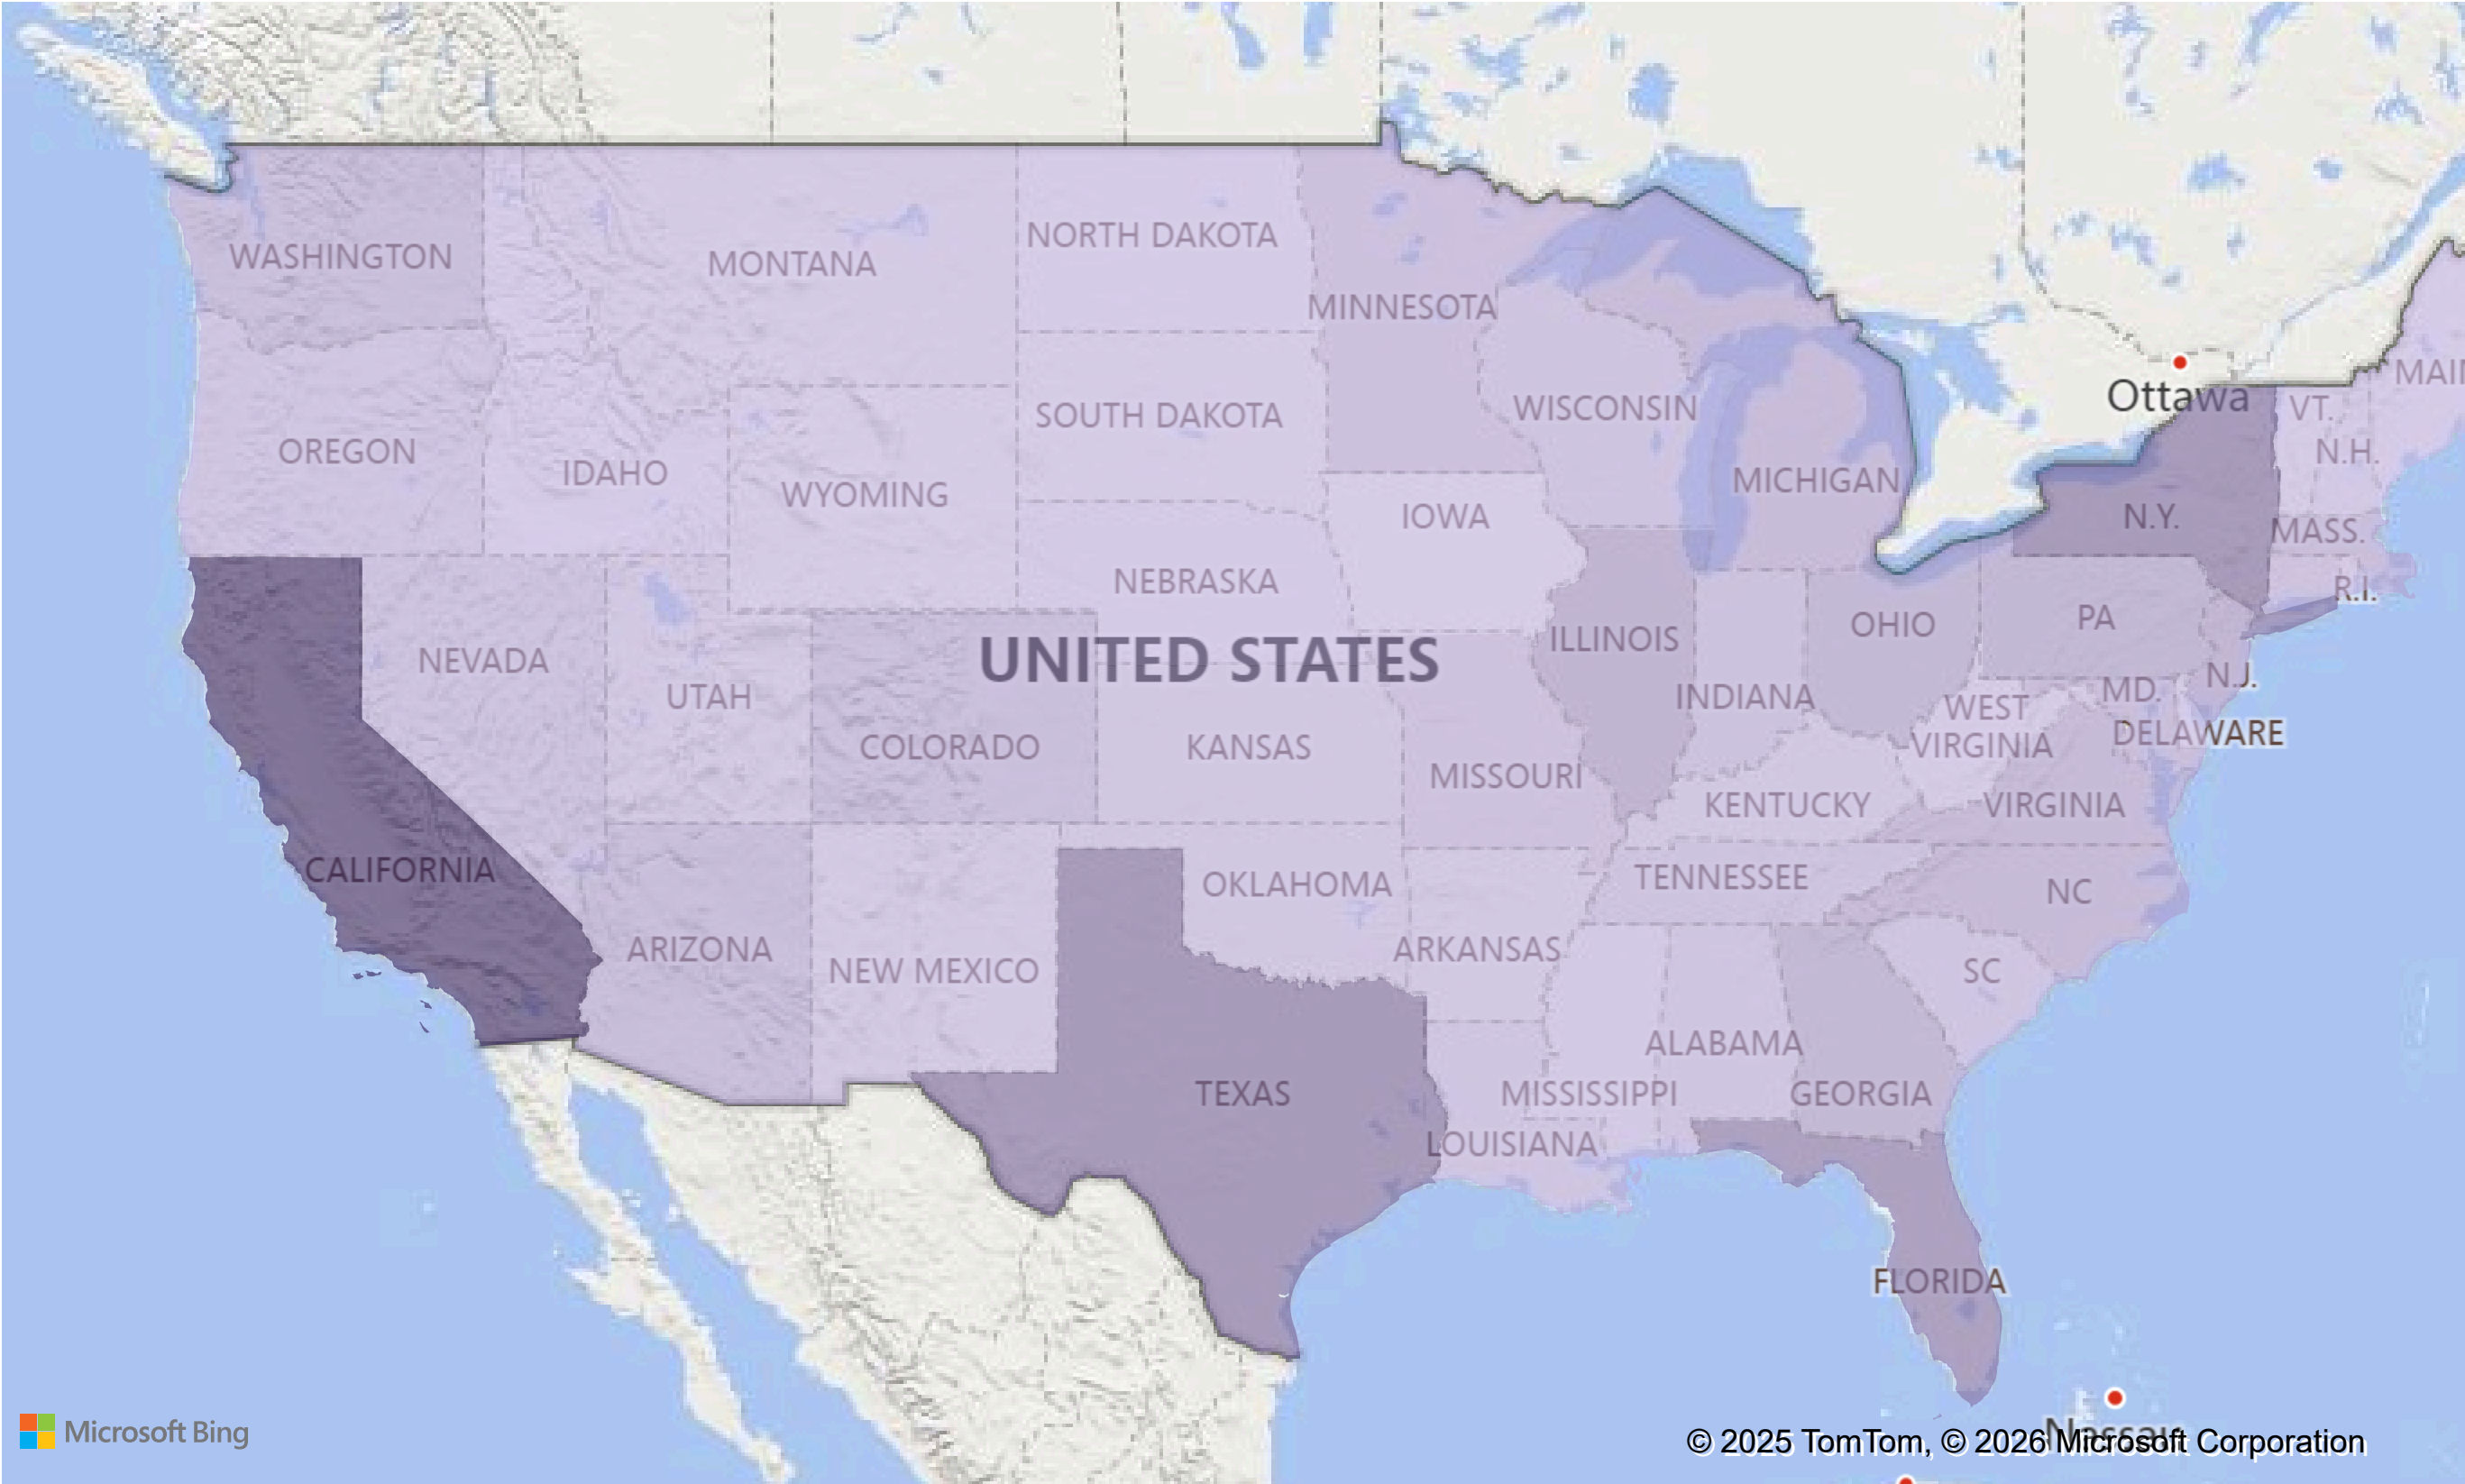 WASHINGTON
MONTANA
NORTH DAKOTA
MINNESOTA
OREGON
IDAHO
WYOMING
SOUTH DAKOTA
WISCONSIN
MICHIGAN
Ottawa
VT.
MAIN
N.H.
N.Y.
MASS.
R.I.
IOWA
NEBRASKA
NEVADA
UTAH
COLORADO
UNITED STATES
KANSAS
ILLINOIS
INDIANA
OHIO
PA
N.J.
MD.
DELAWARE
WEST
VIRGINIA
VIRGINIA
MISSOURI
KENTUCKY
CALIFORNIA
ARIZONA
NEW MEXICO
OKLAHOMA
ARKANSAS
TENNESSEE
NC
SC
TEXAS
LOUISIANA
MISSISSIPPI
ALABAMA
GEORGIA
FLORIDA
Nassau
Microsoft Bing
© 2025 TomTom, © 2026 Microsoft Corporation